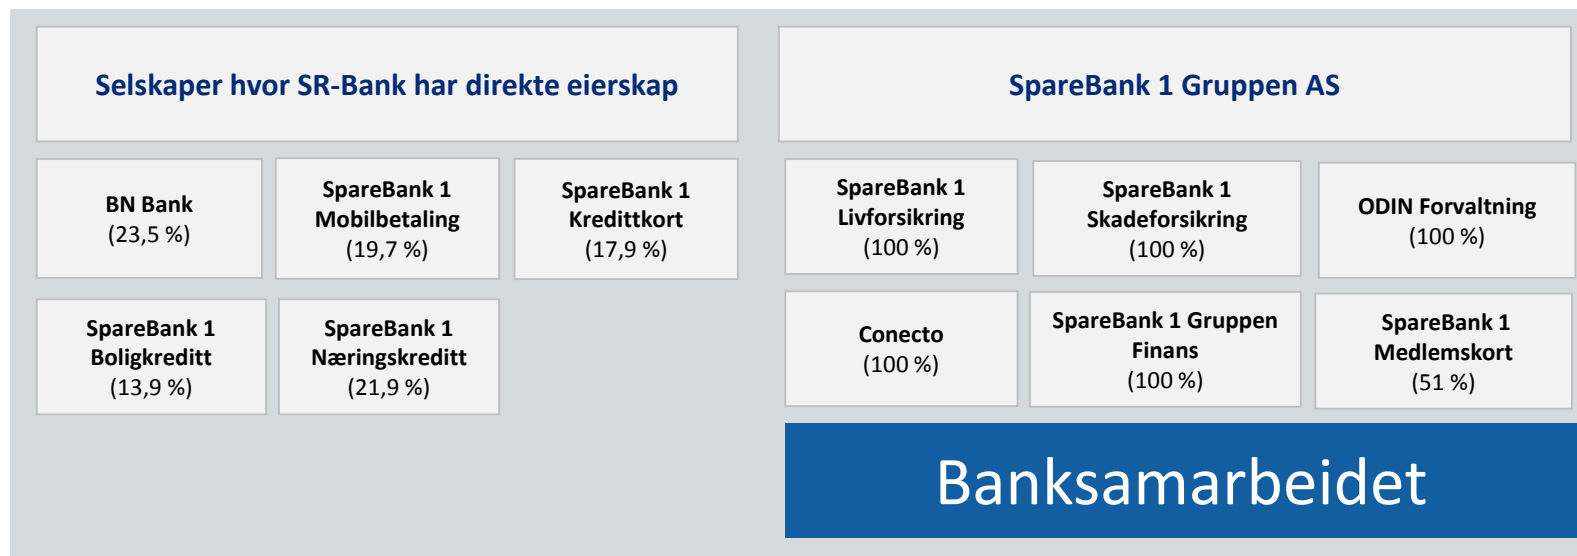 Selskaper hvor SR-Bank har direkte eierskap
BN Bank
(23,5 %)
SpareBank 1
Mobilbetaling
(19,7 %)
SpareBank 1
Kredittkort
(17,9 %)
SpareBank 1
Boligkreditt
(13,9 %)
SpareBank 1
Næringskreditt
(21,9 %)
SpareBank 1 Gruppen AS
SpareBank 1
Livforsikring
(100 %)
SpareBank 1
Skadeforsikring
(100 %)
ODIN Forvaltning
(100 %)
Conecto
(100 %)
SpareBank 1 Gruppen
Finans
(100 %)
SpareBank 1
Medlemskort
(51 %)
Banksamarbeidet